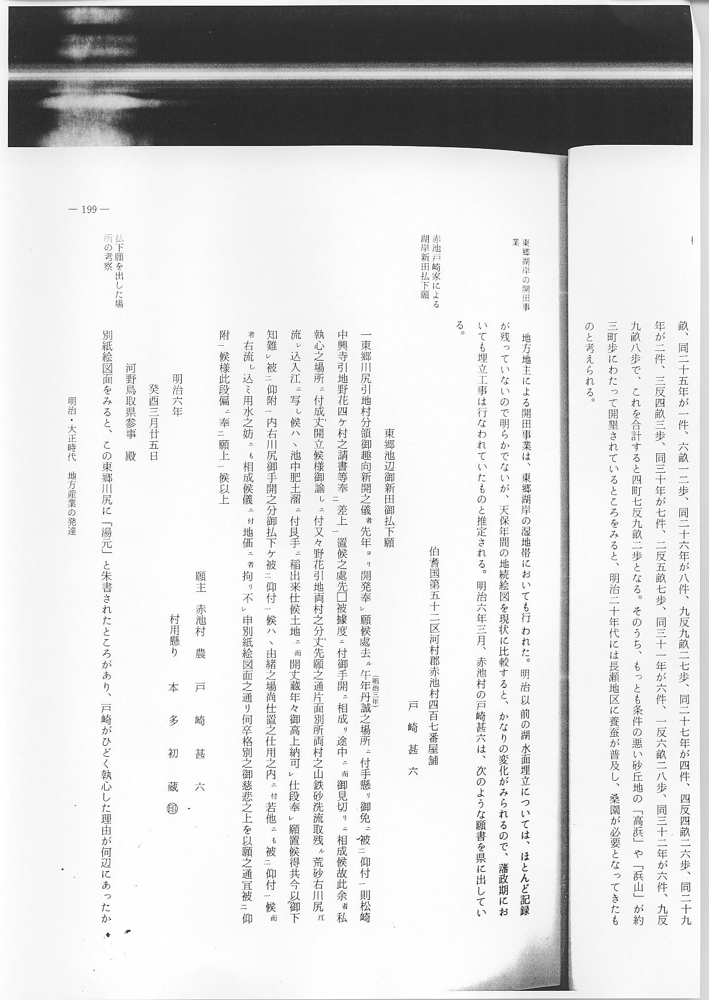 畝、同二十五年が一件、六畝一二歩、同二十六年が八件、九反九畝二七歩、同二十七年が四件、四反四畝二六歩、同二十九
年が二件、三反四畝三歩、同三十年が七件、二反五畝七歩、同三十一年が六件、一反六畝二八歩、同三十二年が六件、九反
九畝八歩で、これを合計すると四町七反九畝二歩となる。そのうち、もっとも条件の悪い砂丘地の「高浜」や「浜山」が約
三町歩にわたって開墾されているところをみると、明治二十年代には長瀬地区に養蚕が普及し、桑園が必要となってきたも
のと考えられる。
東郷湖岸の開田事
業
地方地主による開田事業は、東郷湖岸の湿地帯においても行われた。明治以前の湖水面埋立については、ほとんど記録
が残っていないので明らかでないが、天保年間の地続絵図を現状に比較すると、かなりの変化がみられるので、藩政期にお
いても埋立工事は行なわれていたものと推定される。明治六年三月、赤池村の戸崎甚六は、次のような願書を県に出してい
る。
赤池戸崎家による
湖岸新田払下願
伯耆国第五十二区河村郡赤池村四百七番屋舗
戸崎甚六
東郷池辺御新田御払下願
(明治三年)
一東郷川尻引地村分領御趣向新開之儀者先年ヨリ開発奉レ願候處去ル午年丹誠之場所ニ付手懸リ御免ニ被二仰付一則松崎
中興寺引地野花四ケ村之請書等奉二差上一置候之處先□被據度ニ付御手開ニ相成リ途中ニ而御見切リニ相成候故此余者私
執心之場所ニ付成丈開立候様御諭しニ付又々野花引地両村之分丈先願之通片面別所両村之山鉄砂洗流取残ル荒砂右川尻江
流レ込入江ニ写し候ハヽ池中肥土溜ニ付艮手ニ稲出来仕候土地ニ而開丈藏年々御高上納可レ仕段奉レ願置候得共今以御下
知難レ被二仰附一内右川尻御手開之分御払下ケ被二仰付一候ハヽ由緒之場尚仕置之仕用之内ニ付若他ニも被二仰付一候而
者右流し込ミ用水之妨ニも相成候儀ニ付地価ニ者拘リ不レ申別紙絵図面之通リ何卒格別之御慈悲之上を以願之通冝被二仰
附一候様此段偏ニ奉二願上一候以上
願主　赤池村　農　戸崎甚六
明治六年　村用懸り　本多初蔵㊞
癸酉三月廿五日
河野鳥取県参事　殿
払下願を出した場
所の考察
別紙絵図面をみると、この東郷川尻に「湯元」と朱書されたところがあり、戸崎がひどく執心した理由が何辺にあったか
明治・大正時代　地方産業の発達
― 199 ―